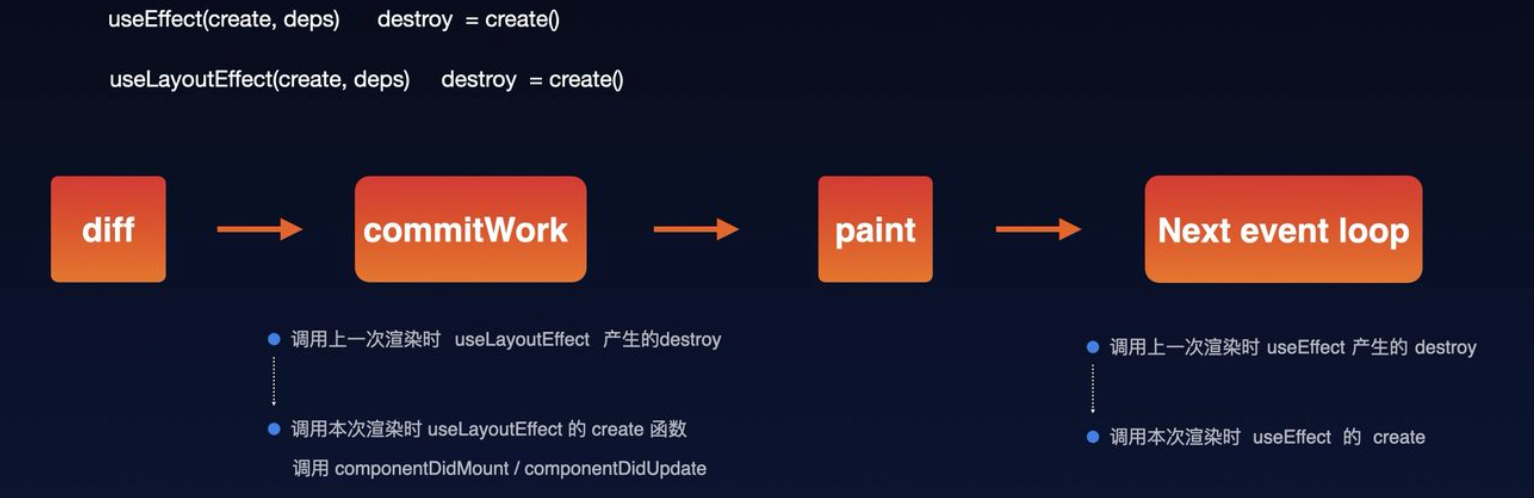 useEffect(create, deps) destroy = create()
useLayoutEffect(create, deps) destroy = create()
diff
commitWork
paint
Next event loop
调用上一次渲染时 useLayoutEffect 产生的destroy
调用本次渲染时 useLayoutEffect 的 create 函数
调用 componentDidMount / componentDidUpdate
调用上一次渲染时 useEffect 产生的 destroy
调用本次渲染时 useEffect 的 create